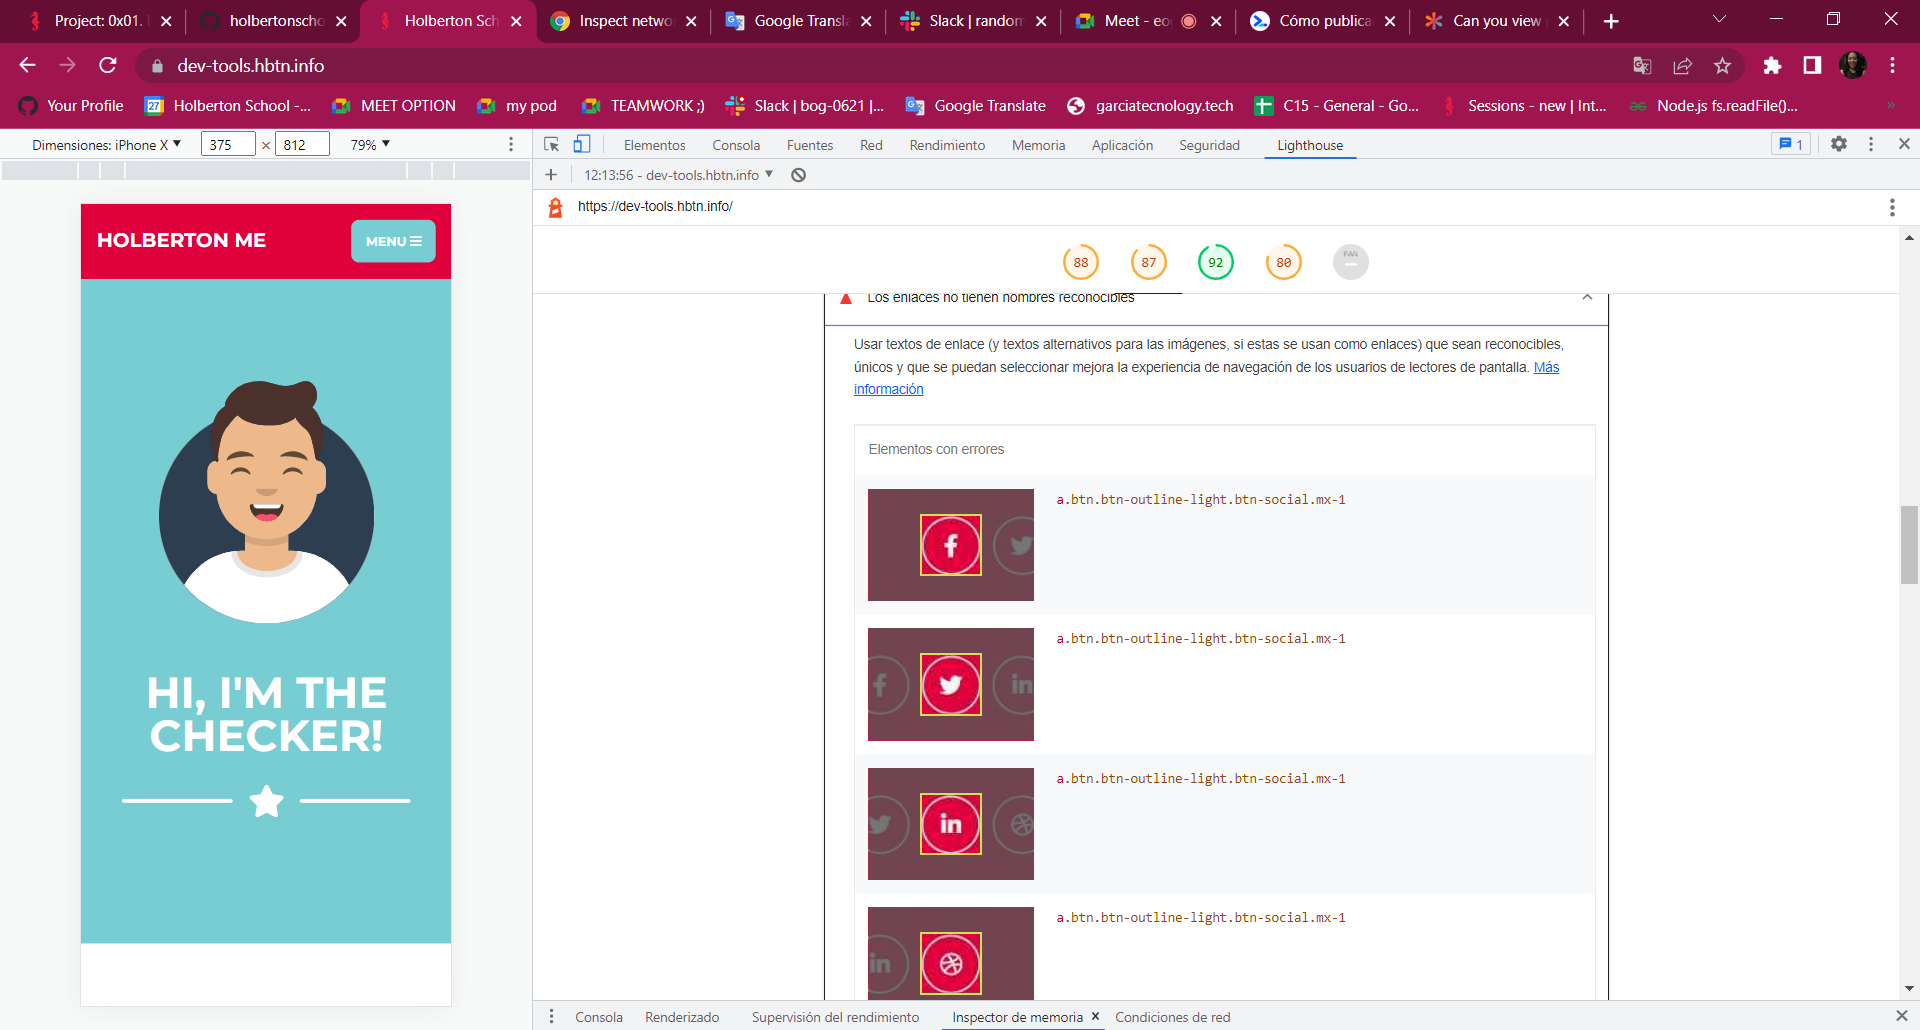 Project: 0x01.
holbertonscho
Holberton Sch
Inspect netwo
Google Transla
Slack | random
Meet - eo
Cómo publica
Can you view
dev-tools.hbtn.info
Your Profile
27 Holberton School -...
MEET OPTION
my pod
TEAMWORK ;)
Slack | bog-0621 |...
Google Translate
garciatecnology.tech
C15 - General - Go...
Sessions - new | Int...
Node.js fs.readFile()...
»
Dimensiones: iPhone X ▼ 375 × 812 79% ▼
Elementos Consola Fuentes Red Rendimiento Memoria Aplicación Seguridad Lighthouse 1
12:13:56 - dev-tools.hbtn.info ▼
https://dev-tools.hbtn.info/
88 87 92 80 PWA
HOLBERTON ME
MENU
HI, I'M THE
CHECKER!
Los enlaces no tienen nombres reconocibles
Usar textos de enlace (y textos alternativos para las imágenes, si estas se usan como enlaces) que sean reconocibles,
únicos y que se puedan seleccionar mejora la experiencia de navegación de los usuarios de lectores de pantalla. Más
información
Elementos con errores
a.btn.btn-outline-light.btn-social.mx-1
a.btn.btn-outline-light.btn-social.mx-1
a.btn.btn-outline-light.btn-social.mx-1
a.btn.btn-outline-light.btn-social.mx-1
Consola Renderizado Supervisión del rendimiento Inspector de memoria × Condiciones de red